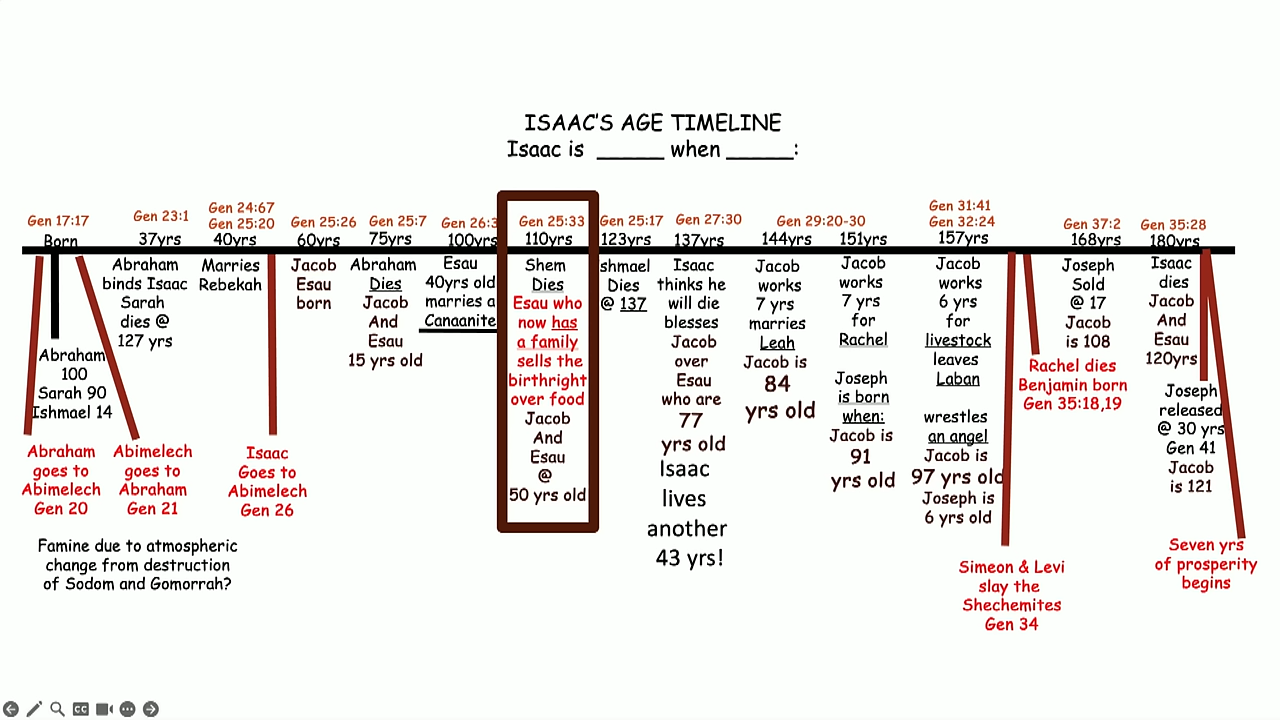 ISAAC'S AGE TIMELINE
Isaac is _____ when _____:
Gen 17:17
Born
Abraham
100
Sarah 90
Ishmael 14
Abraham
goes to
Abimelech
Gen 20
Abimelech
goes to
Abraham
Gen 21
Famine due to atmospheric
change from destruction
of Sodom and Gomorrah?
Gen 23:1
37yrs
Abraham
binds Isaac
Sarah
dies @
127 yrs
Gen 24:67
Gen 25:20
40yrs
Marries
Rebekah
Isaac
Goes to
Abimelech
Gen 26
Gen 25:26
60yrs
Jacob
Esau
born
Gen 25:7
75yrs
Abraham
Dies
Jacob
And
Esau
15 yrs old
Gen 26:3
100yrs
Esau
40yrs old
marries a
Canaanite
Gen 25:33
110yrs
Shem
Dies
Esau who
now has
a family
sells the
birthright
over food
Jacob
And
Esau
@
50 yrs old
Gen 25:17
123yrs
shmael
Dies
@ 137
Gen 27:30
137yrs
Isaac
thinks he
will die
blesses
Jacob
over
Esau
who are
77
yrs old
Isaac
lives
another
43 yrs!
Gen 29:20-30
144yrs
Jacob
works
7 yrs
marries
Leah
Jacob is
84
yrs old
151yrs
Jacob
works
7 yrs
for
Rachel
Joseph
is born
when:
Jacob is
91
yrs old
Gen 31:41
Gen 32:24
157yrs
Jacob
works
6 yrs
for
livestock
leaves
Laban
wrestles
an angel
Jacob is
97 yrs old
Joseph is
6 yrs old
Simeon & Levi
slay the
Shechemites
Gen 34
Rachel dies
Benjamin born
Gen 35:18,19
Gen 37:2
168yrs
Joseph
Sold
@ 17
Jacob
is 108
Gen 35:28
180yrs
Isaac
dies
Jacob
And
Esau
120yrs
Joseph
released
@ 30 yrs
Gen 41
Jacob
is 121
Seven yrs
of prosperity
begins
CC